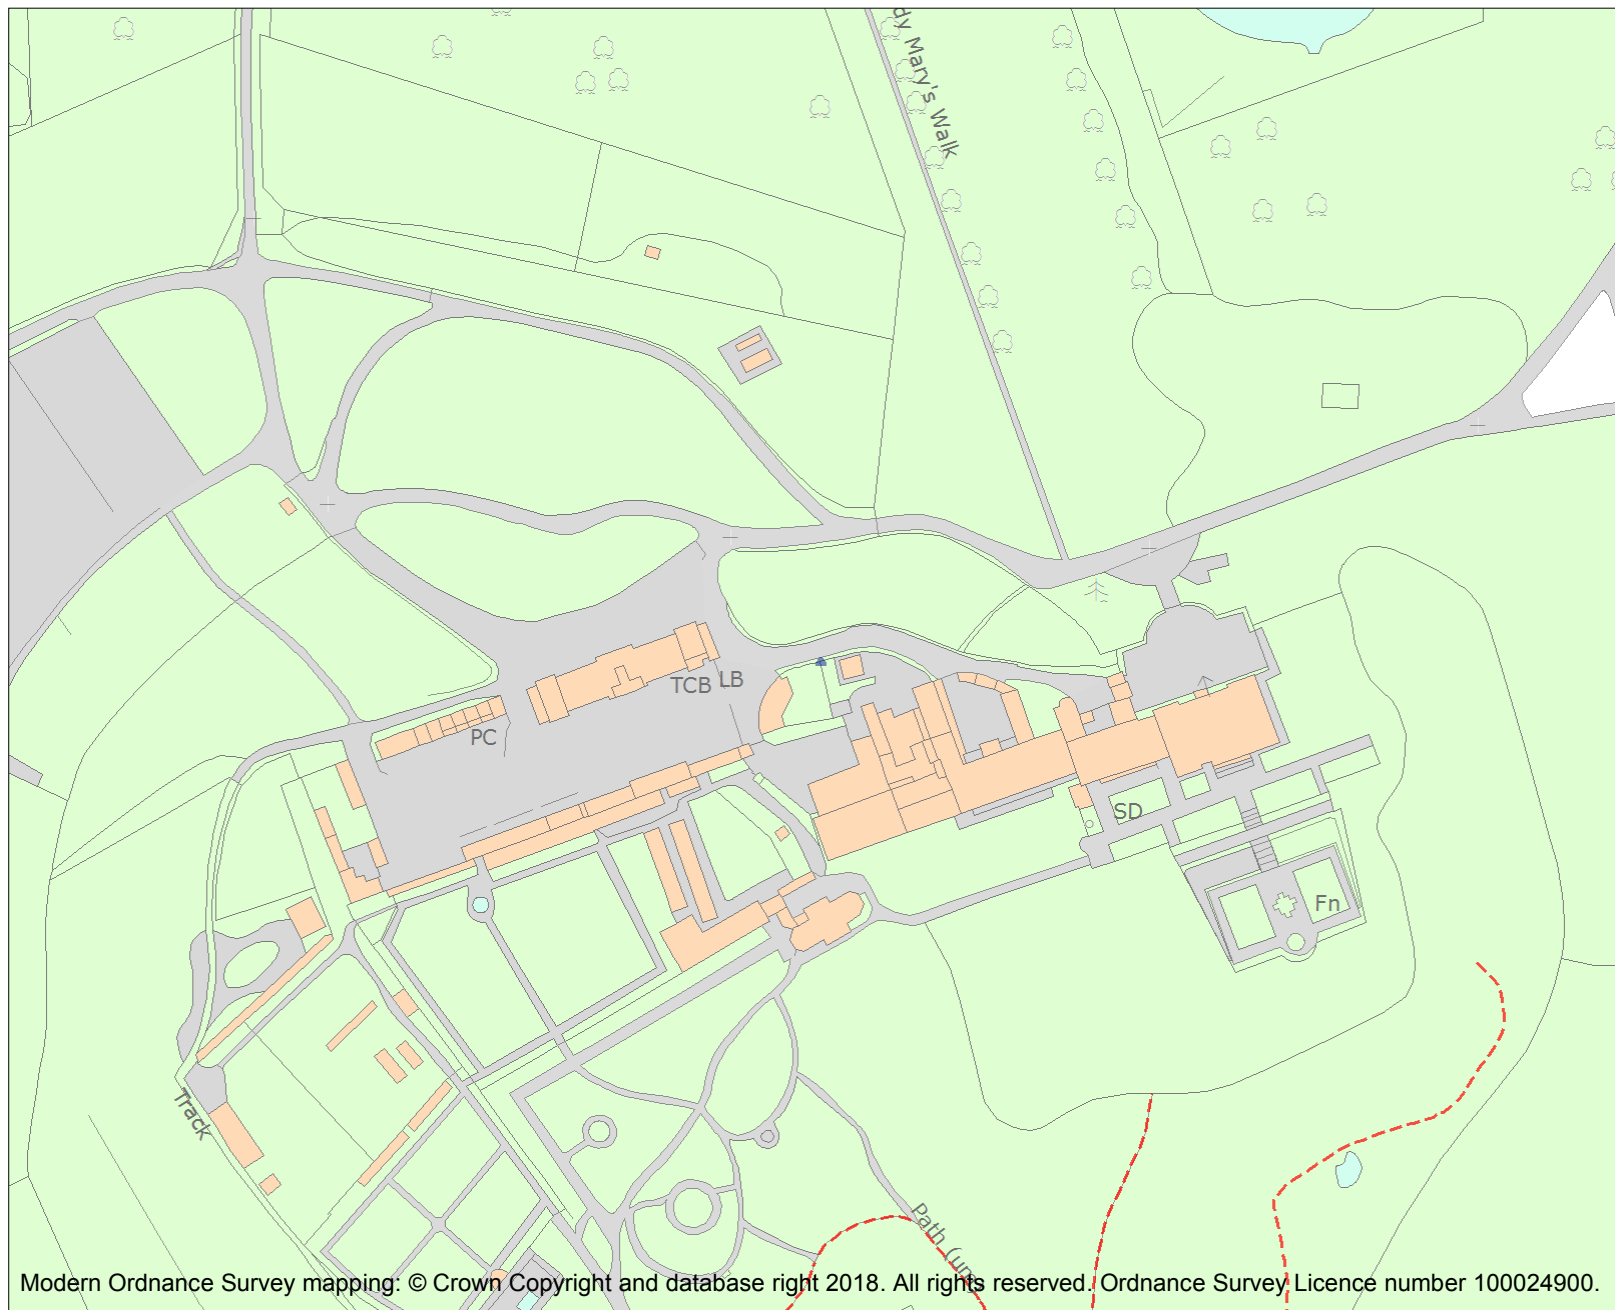 dy Mary's Walk
TCB
LB
PC
SD
Fn
Track
Path (um
Modern Ordnance Survey mapping: © Crown Copyright and database right 2018. All rights reserved. Ordnance Survey Licence number 100024900.